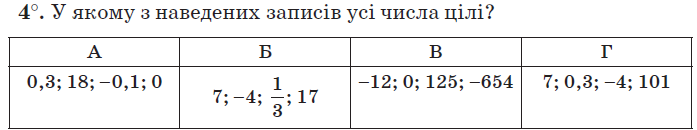 4°. У якому з наведених записів усі числа цілі?
А Б В Г
0,3; 18; –0,1; 0 7; –4; 1/3; 17 –12; 0; 125; –654 7; 0,3; –4; 101